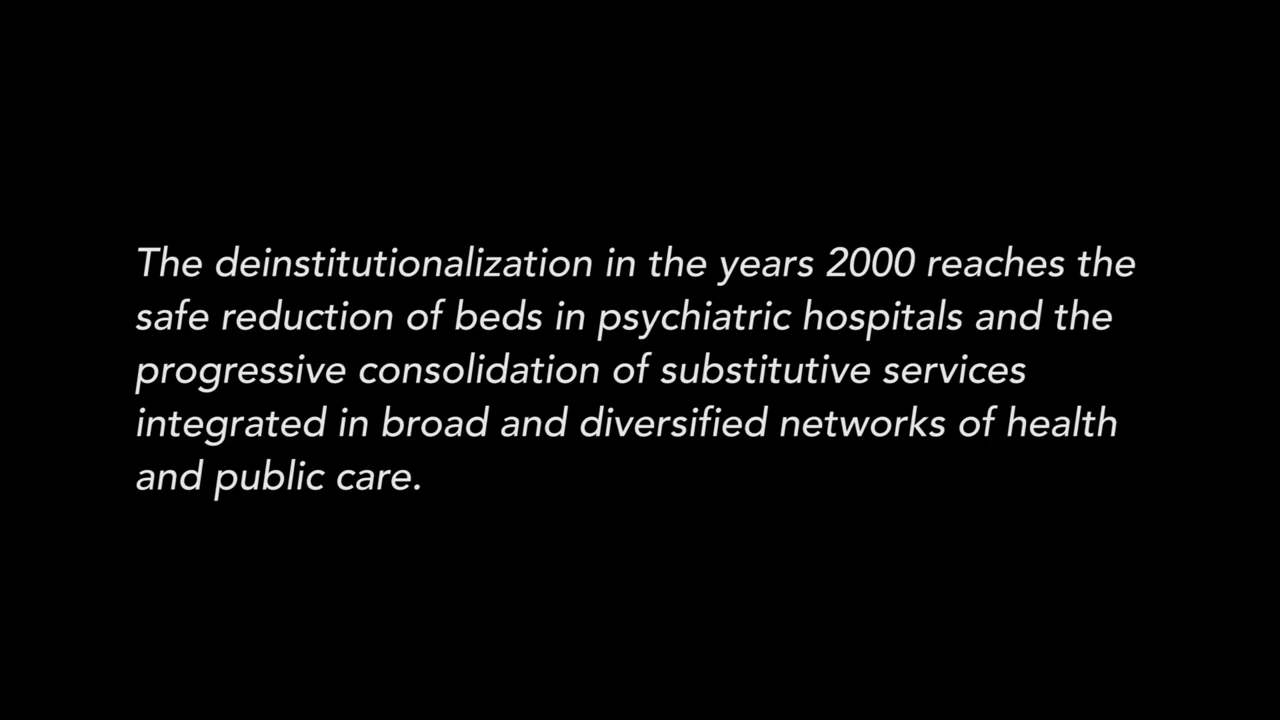 The deinstitutionalization in the years 2000 reaches the
safe reduction of beds in psychiatric hospitals and the
progressive consolidation of substitutive services
integrated in broad and diversified networks of health
and public care.